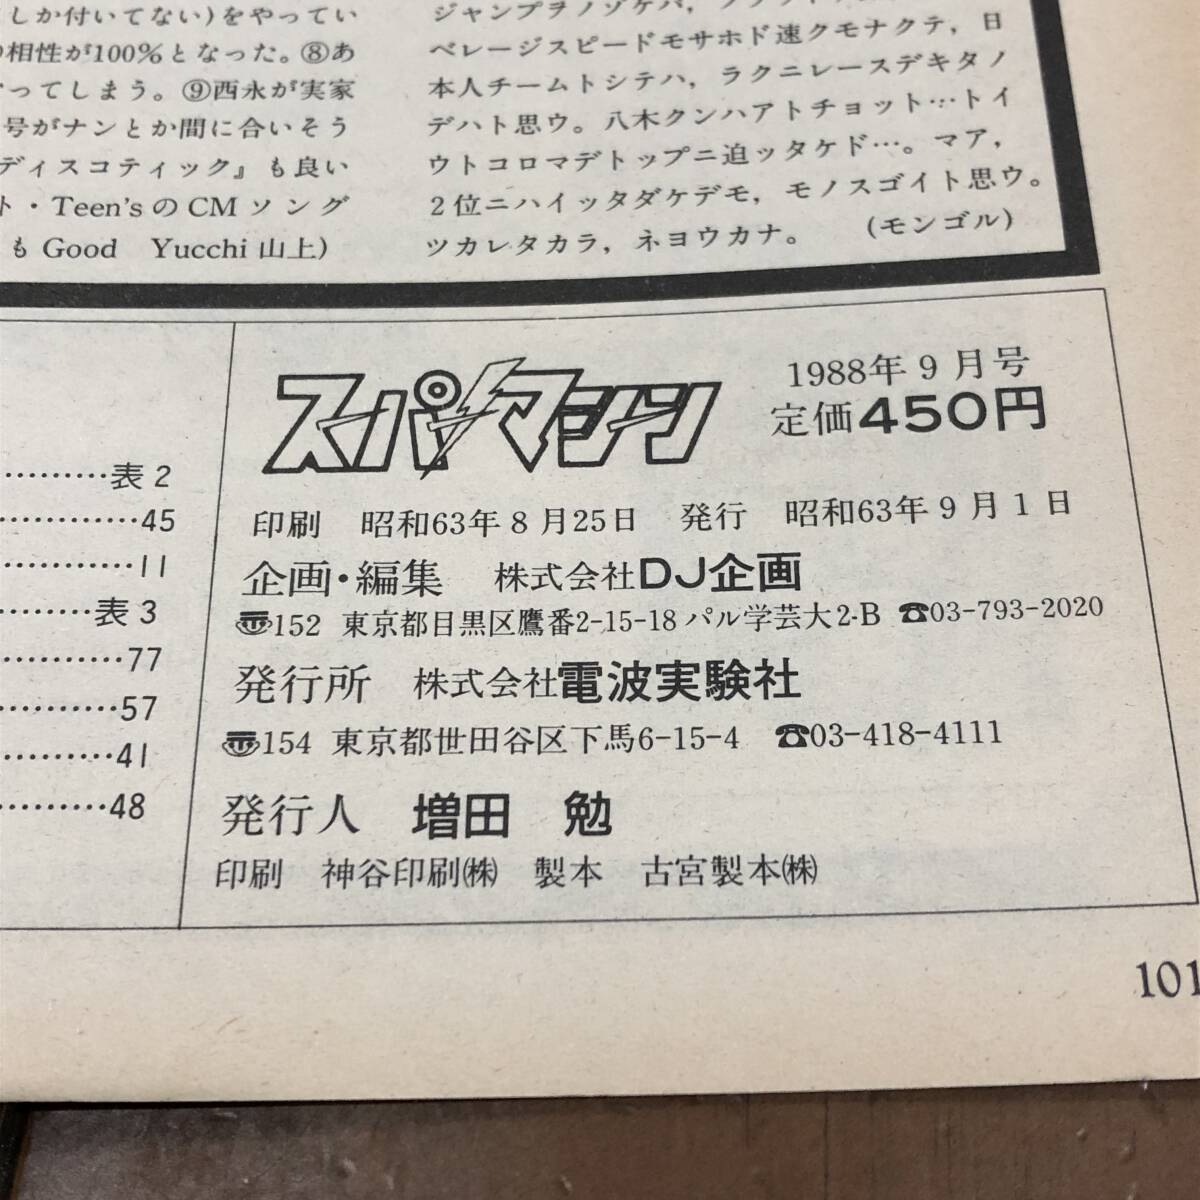 しか付いてない)をやってい
の相性が100%となった。⑧あ
ってしまう。⑨西永が実家
号がナンとか間に合いそう
ディスコティック』も良い
ト・Teen'sのCMソング
もGood Yucchi山上)
ジャンプヲノゾケバ,
ベレージスピードモサホド速クモナクテ,日
本人チームトシテハ,ラクニレースデキタノ
デハト思ウ。八木クンハアトチョット…トイ
ウトコロマデトップニ迫ッタケド…。マア,
2位ニハイッタダケデモ,モノスゴイト思ウ。
ツカレタカラ,ネヨウカナ。 (モンゴル)
………表2
…………45
…………11
………表3
…………77
…………57
…………41
…………48
スーパーマシン
1988年9月号
定価450円
印刷 昭和63年8月25日 発行 昭和63年9月1日
企画・編集 株式会社DJ企画
〠152 東京都目黒区鷹番2-15-18パル学芸大2-B ☎03-793-2020
発行所 株式会社電波実験社
〠154 東京都世田谷区下馬6-15-4 ☎03-418-4111
発行人 増田 勉
印刷 神谷印刷㈱ 製本 古宮製本㈱
101